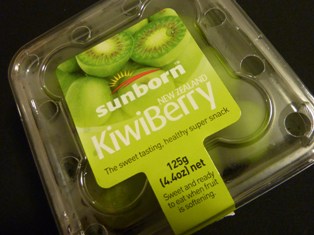 sunborn
NEW ZEALAND
KiwiBerry
The sweet tasting, healthy super snack
125g
(4.4oz) net
Sweet and ready
to eat when fruit
is softening.